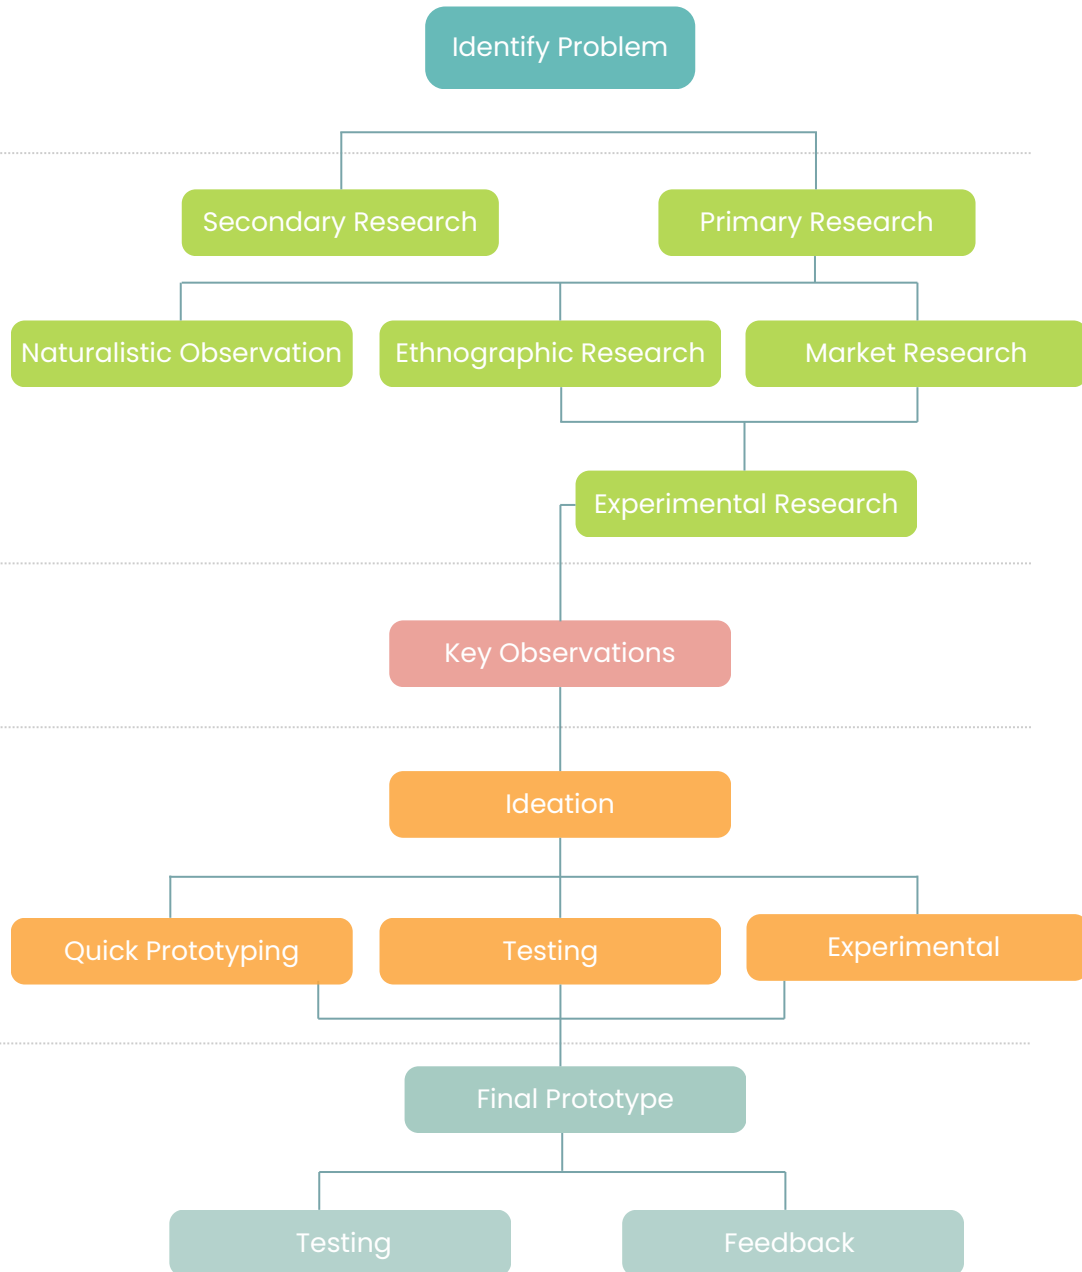 Identify Problem
Secondary Research
Primary Research
Naturalistic Observation
Ethnographic Research
Market Research
Experimental Research
Key Observations
Ideation
Quick Prototyping
Testing
Experimental
Final Prototype
Testing
Feedback